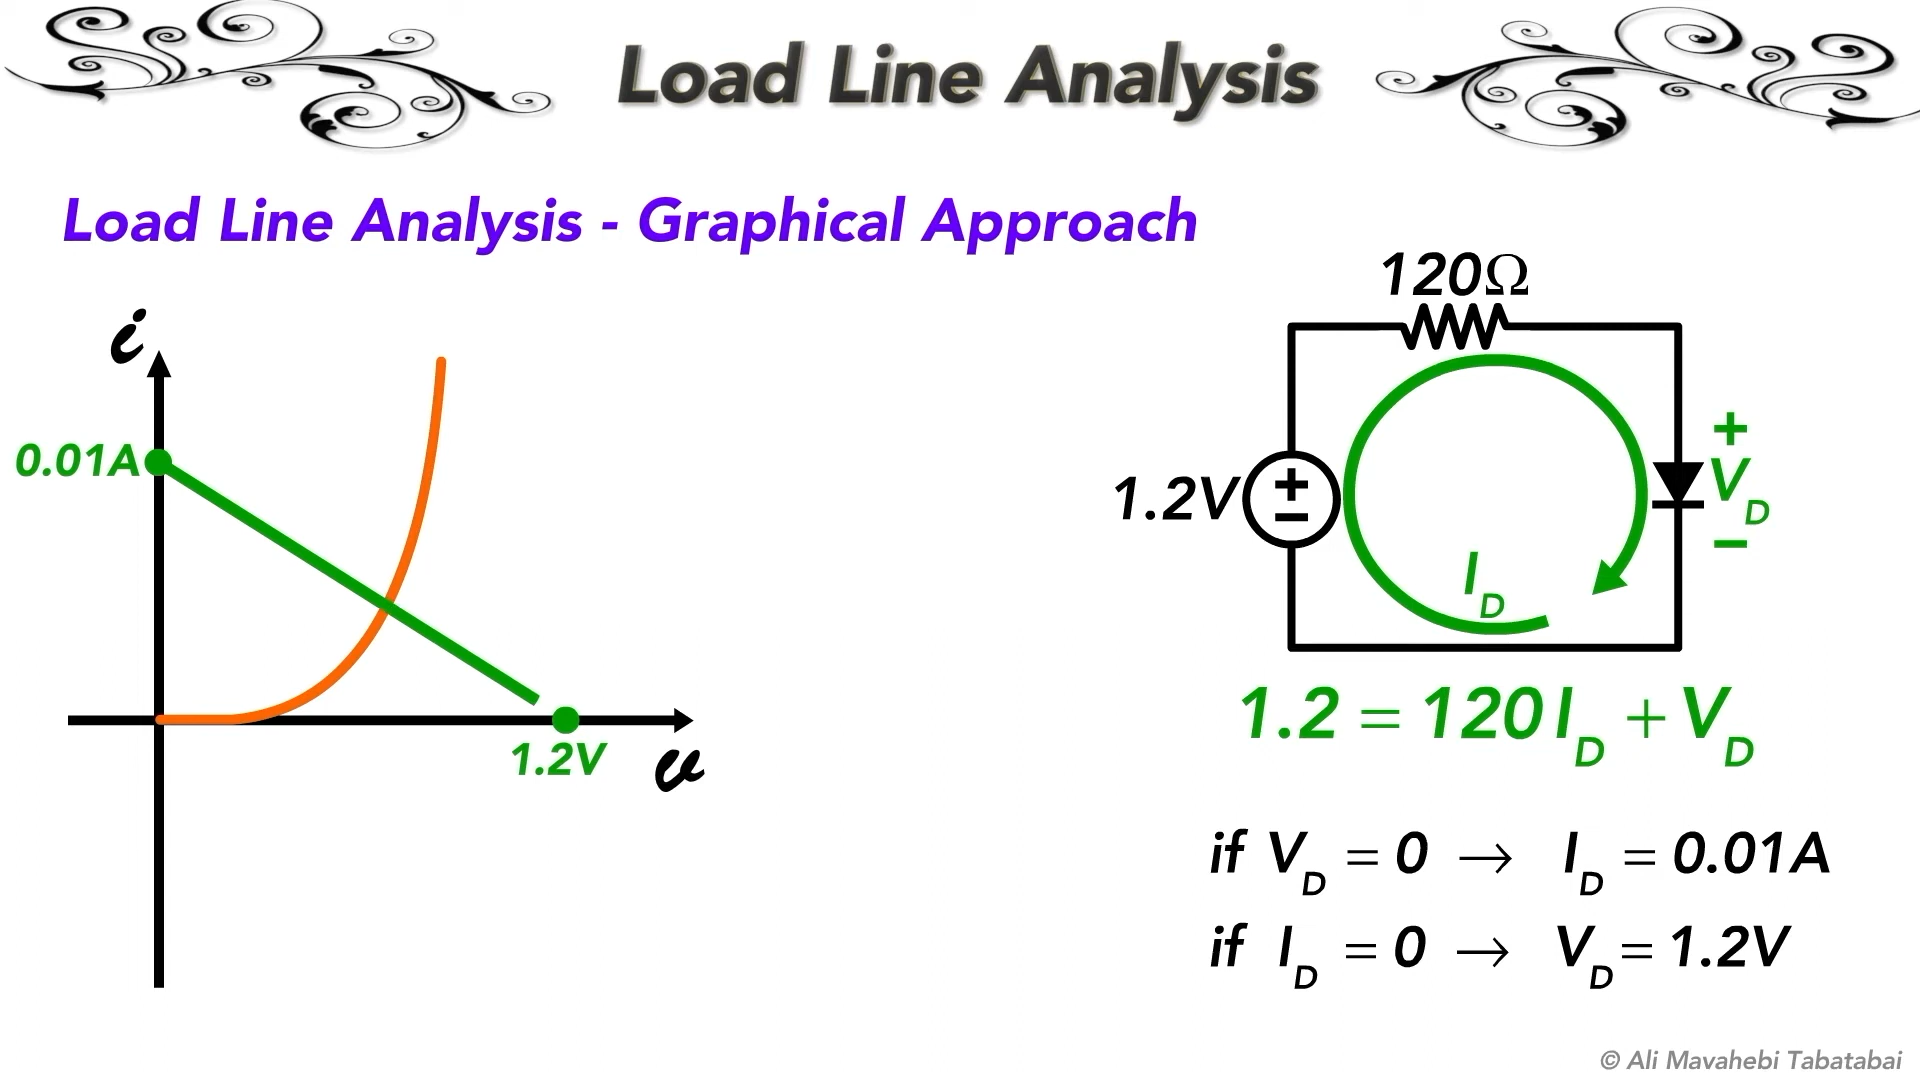 Load Line Analysis
Load Line Analysis - Graphical Approach
i
0.01A
1.2V
v
120Ω
1.2V
+
−
+
V_D
−
I_D
1.2 = 120 I_D + V_D
if V_D = 0 → I_D = 0.01A
if I_D = 0 → V_D = 1.2V
© Ali Mavahebi Tabatabai